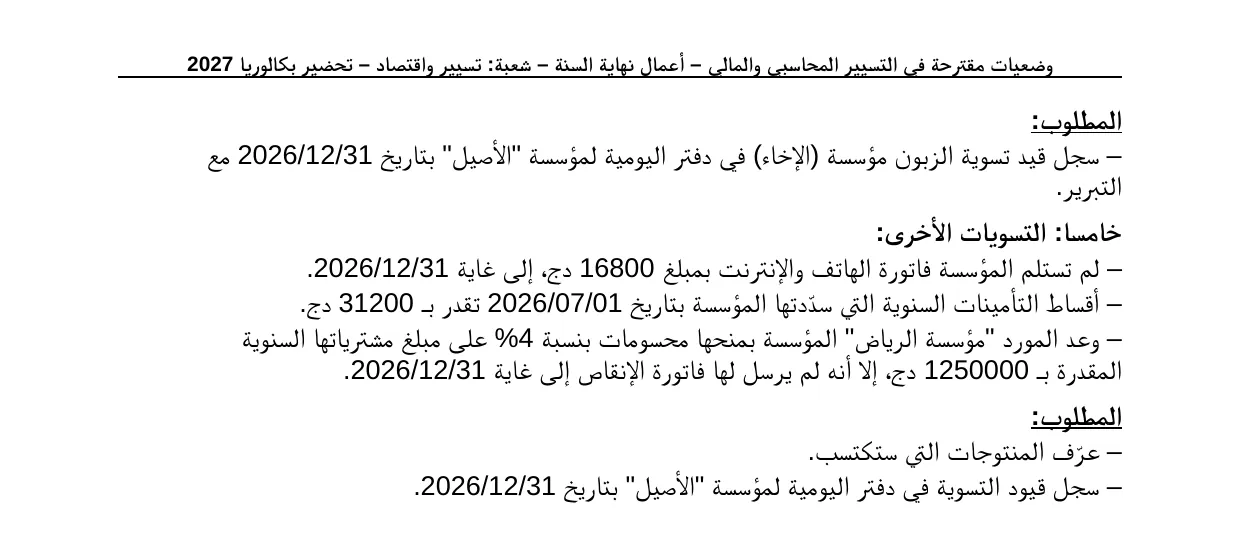 وضعيات مقترحة في التسيير المحاسبي والمالي – أعمال نهاية السنة – شعبة: تسيير واقتصاد – تحضير بكالوريا 2027
المطلوب:
– سجل قيد تسوية الزبون مؤسسة (الإخاء) في دفتر اليومية لمؤسسة "الأصيل" بتاريخ 2026/12/31 مع
التبرير.
خامسا: التسويات الأخرى:
– لم تستلم المؤسسة فاتورة الهاتف والإنترنت بمبلغ 16800 دج، إلى غاية 2026/12/31.
– أقساط التأمينات السنوية التي سدّدتها المؤسسة بتاريخ 2026/07/01 تقدر بـ 31200 دج.
– وعد المورد "مؤسسة الرياض" المؤسسة بمنحها محسومات بنسبة 4% على مبلغ مشترياتها السنوية
المقدرة بـ 1250000 دج، إلا أنه لم يرسل لها فاتورة الإنقاص إلى غاية 2026/12/31.
المطلوب:
– عرّف المنتوجات التي ستكتسب.
– سجل قيود التسوية في دفتر اليومية لمؤسسة "الأصيل" بتاريخ 2026/12/31.